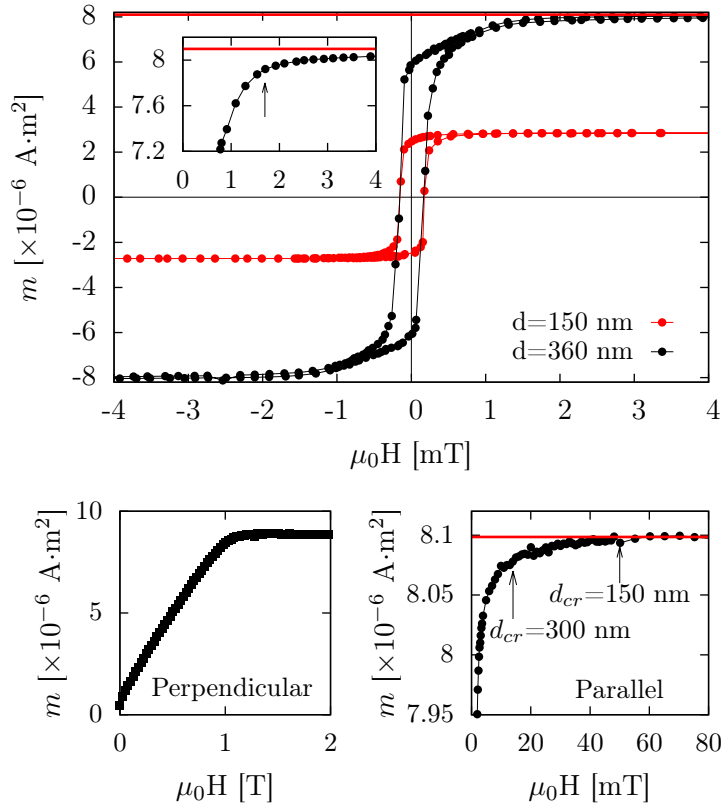 8
6
4
2
0
-2
-4
-6
-8
m [×10⁻⁶ A·m²]
8
7.6
7.2
0 1 2 3 4
d=150 nm
d=360 nm
-4 -3 -2 -1 0 1 2 3 4
μ₀H [mT]
10
5
0
m [×10⁻⁶ A·m²]
Perpendicular
0 1 2
μ₀H [T]
8.1
8.05
8
7.95
m [×10⁻⁶ A·m²]
d_cr=150 nm
d_cr=300 nm
Parallel
0 20 40 60 80
μ₀H [mT]